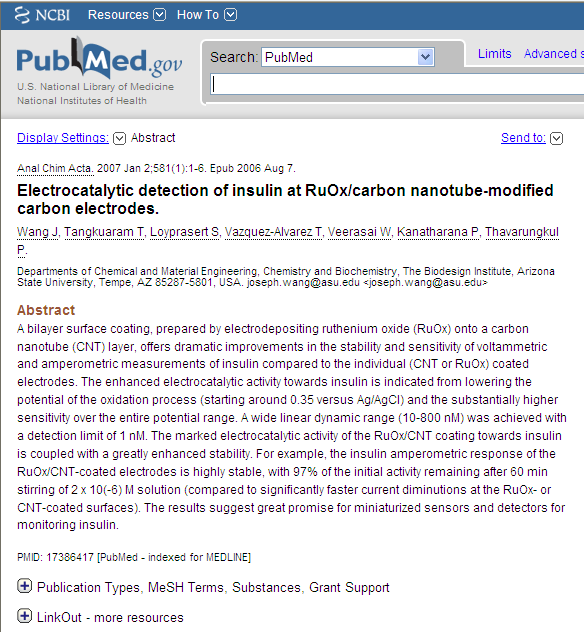 NCBI Resources How To
PubMed.gov
U.S. National Library of Medicine
National Institutes of Health
Search: PubMed
Limits Advanced s
Display Settings: Abstract
Send to:
Anal Chim Acta. 2007 Jan 2;581(1):1-6. Epub 2006 Aug 7.
Electrocatalytic detection of insulin at RuOx/carbon nanotube-modified
carbon electrodes.
Wang J, Tangkuaram T, Loyprasert S, Vazquez-Alvarez T, Veerasai W, Kanatharana P, Thavarungkul
P.
Departments of Chemical and Material Engineering, Chemistry and Biochemistry, The Biodesign Institute, Arizona
State University, Tempe, AZ 85287-5801, USA. joseph.wang@asu.edu <joseph.wang@asu.edu>
Abstract
A bilayer surface coating, prepared by electrodepositing ruthenium oxide (RuOx) onto a carbon
nanotube (CNT) layer, offers dramatic improvements in the stability and sensitivity of voltammetric
and amperometric measurements of insulin compared to the individual (CNT or RuOx) coated
electrodes. The enhanced electrocatalytic activity towards insulin is indicated from lowering the
potential of the oxidation process (starting around 0.35 versus Ag/AgCl) and the substantially higher
sensitivity over the entire potential range. A wide linear dynamic range (10-800 nM) was achieved with
a detection limit of 1 nM. The marked electrocatalytic activity of the RuOx/CNT coating towards insulin
is coupled with a greatly enhanced stability. For example, the insulin amperometric response of the
RuOx/CNT-coated electrodes is highly stable, with 97% of the initial activity remaining after 60 min
stirring of 2 x 10(-6) M solution (compared to significantly faster current diminutions at the RuOx- or
CNT-coated surfaces). The results suggest great promise for miniaturized sensors and detectors for
monitoring insulin.
PMID: 17386417 [PubMed - indexed for MEDLINE]
Publication Types, MeSH Terms, Substances, Grant Support
LinkOut - more resources